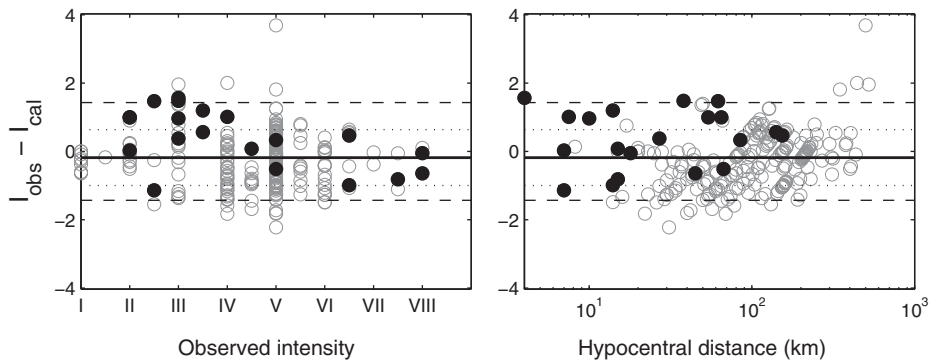 I_obs − I_cal
4
2
0
−2
−4
I II III IV V VI VII VIII
Observed intensity
4
2
0
−2
−4
10^1 10^2 10^3
Hypocentral distance (km)